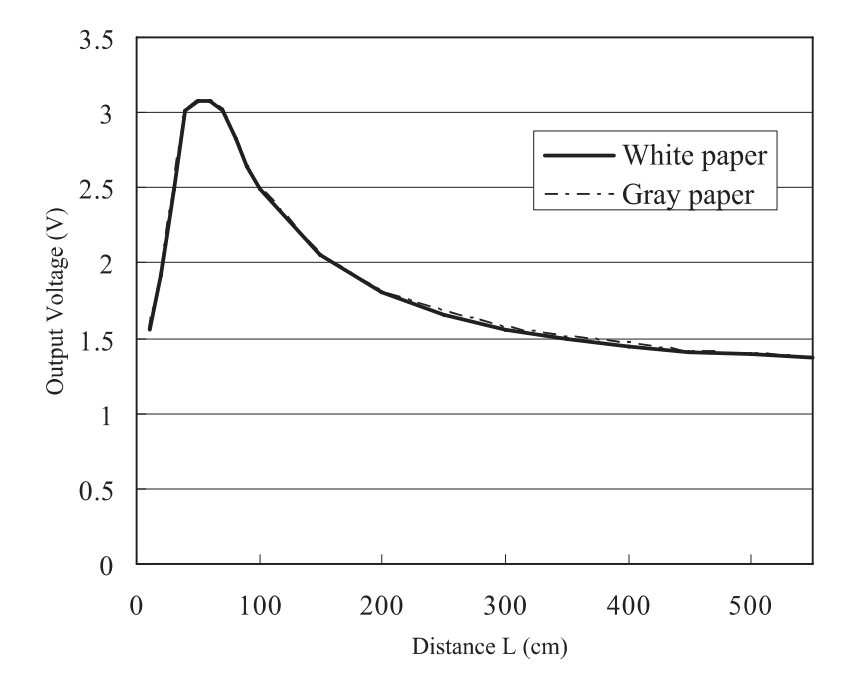 3.5
3
2.5
2
1.5
1
0.5
0
Output Voltage (V)
White paper
Gray paper
0 100 200 300 400 500
Distance L (cm)